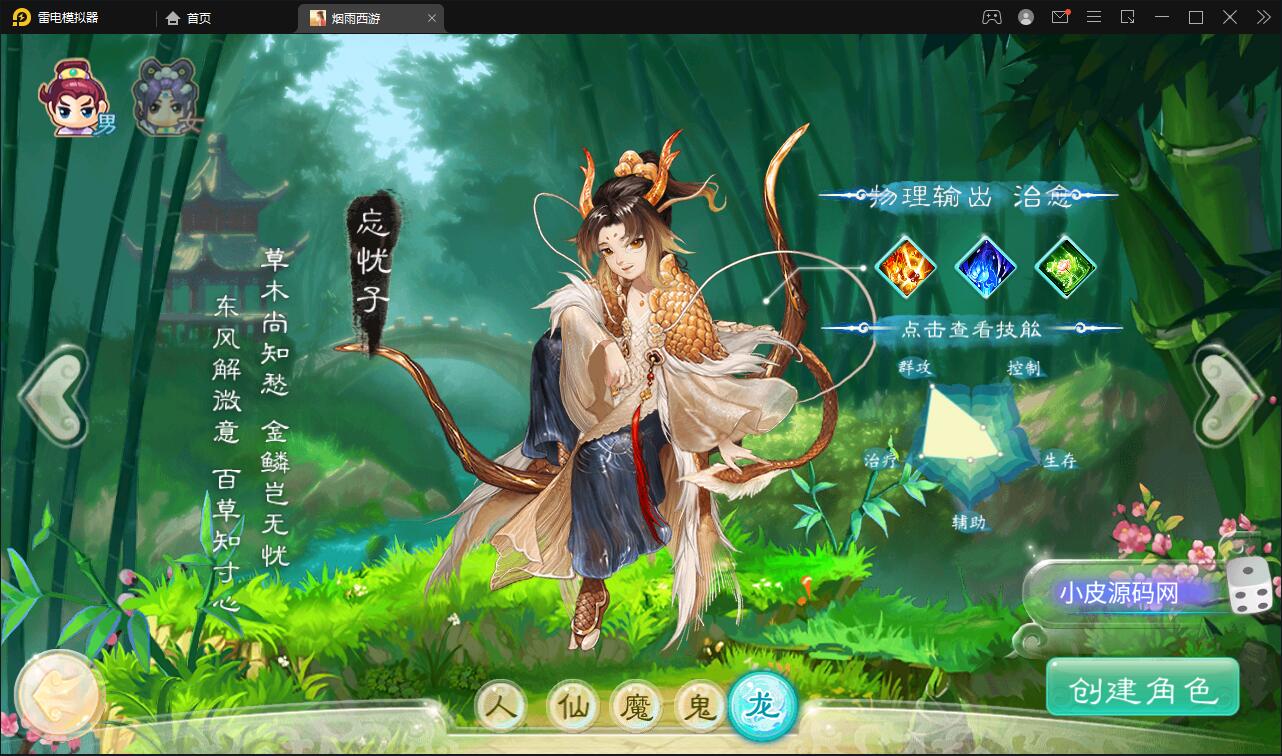 雷电模拟器
首页
烟雨西游
男
女
忘忧子
草木尚知愁 金鳞岂无忧
东风解微意 百草知寸心
物理输出 治愈
点击查看技能
群攻
控制
治疗
生存
辅助
小皮源码网
创建角色
人
仙
魔
鬼
龙